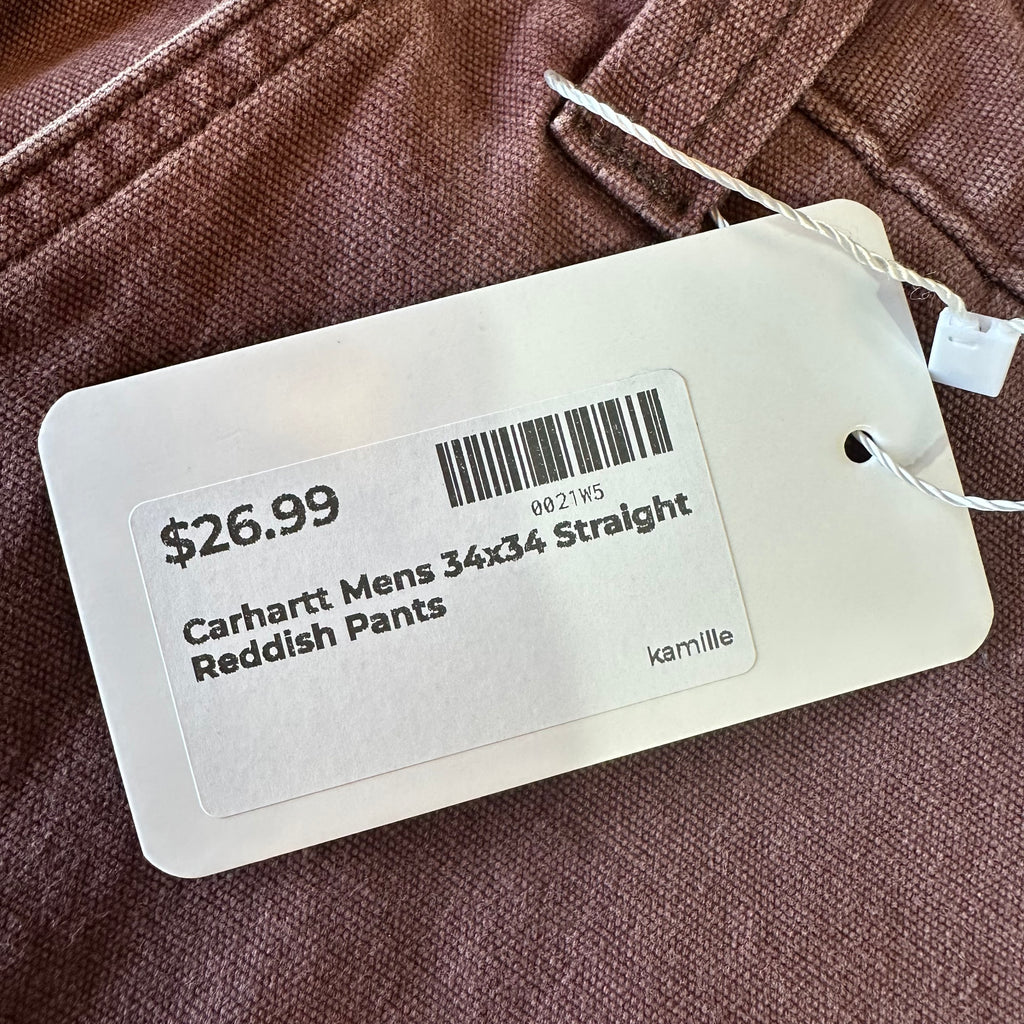 $26.99
0021W5
Carhartt Mens 34x34 Straight
Reddish Pants
kamille